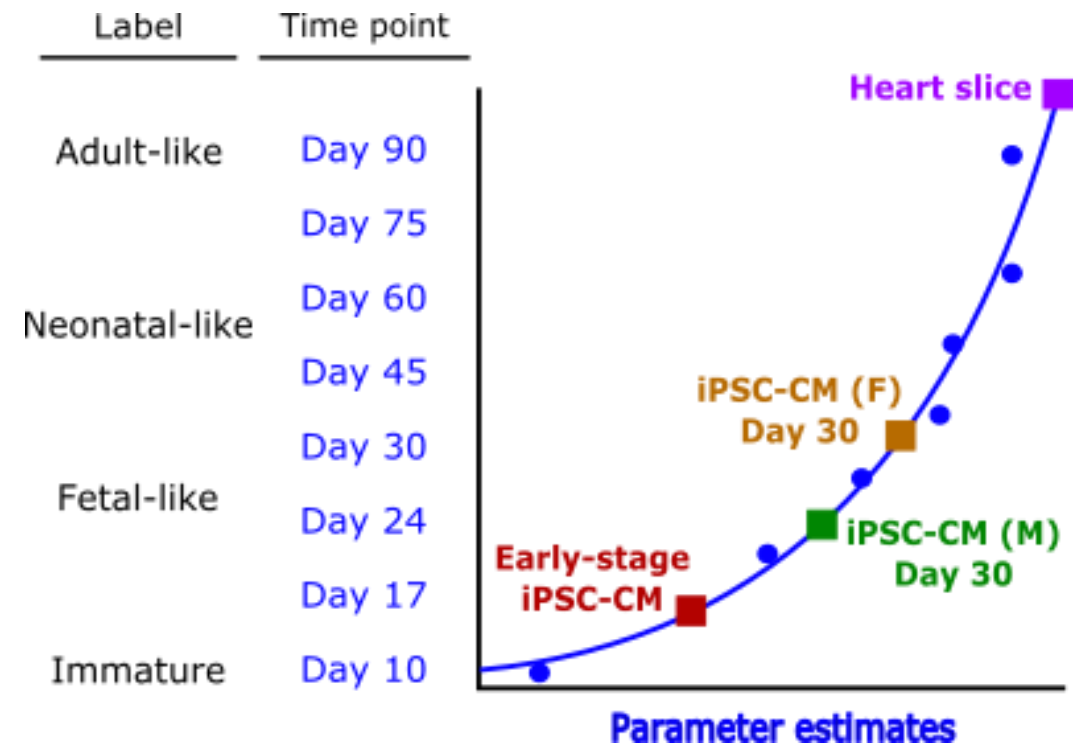 Label
Time point
Heart slice
Adult-like
Day 90
Day 75
Day 60
Neonatal-like
Day 45
iPSC-CM (F)
Day 30
Day 30
Fetal-like
Day 24
iPSC-CM (M)
Day 30
Early-stage
iPSC-CM
Day 17
Immature
Day 10
Parameter estimates